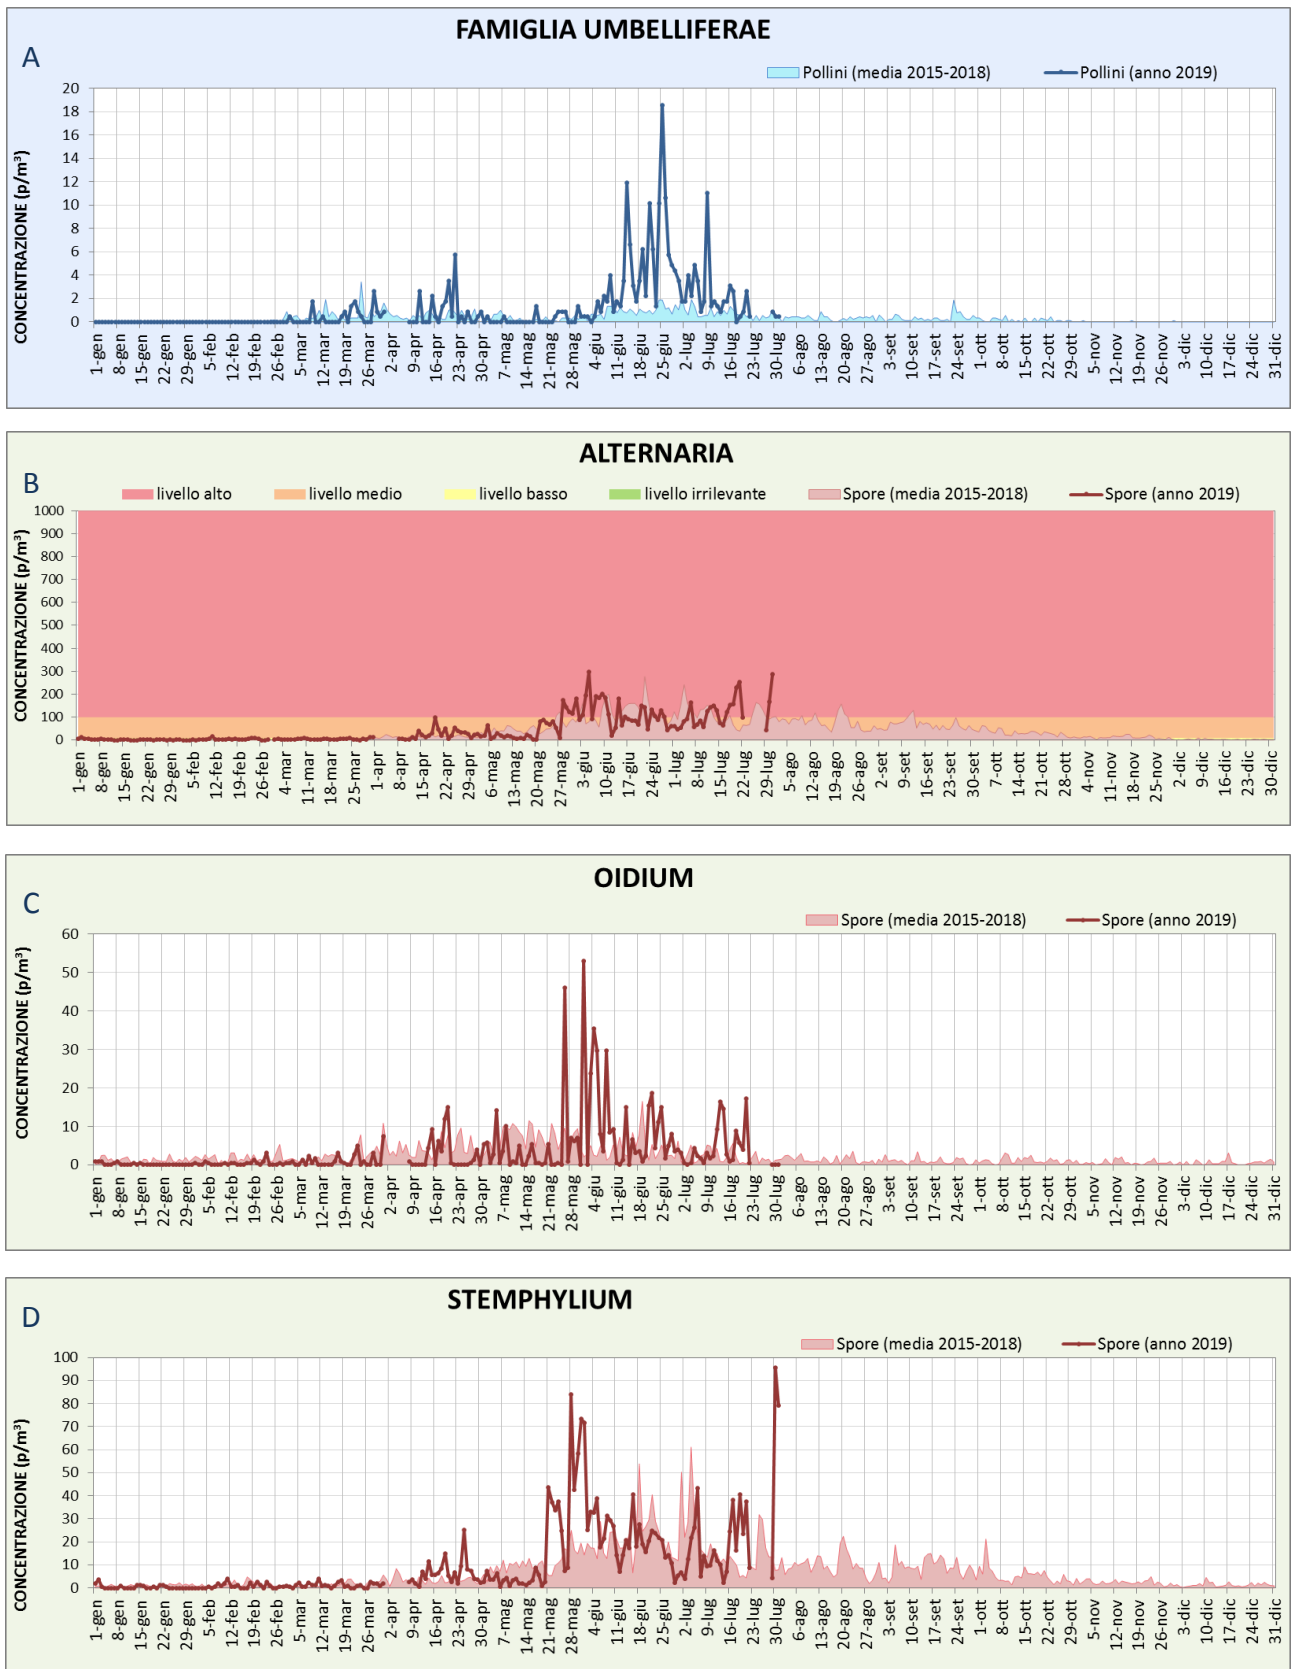 FAMIGLIA UMBELLIFERAE
A
Pollini (media 2015-2018) Pollini (anno 2019)
CONCENTRAZIONE (p/m³)
20
18
16
14
12
10
8
6
4
2
0
1-gen 8-gen 15-gen 22-gen 29-gen 5-feb 12-feb 19-feb 26-feb 5-mar 12-mar 19-mar 26-mar 2-apr 9-apr 16-apr 23-apr 30-apr 7-mag 14-mag 21-mag 28-mag 4-giu 11-giu 18-giu 25-giu 2-lug 9-lug 16-lug 23-lug 30-lug 6-ago 13-ago 20-ago 27-ago 3-set 10-set 17-set 24-set 1-ott 8-ott 15-ott 22-ott 29-ott 5-nov 12-nov 19-nov 26-nov 3-dic 10-dic 17-dic 24-dic 31-dic
ALTERNARIA
B
livello alto livello medio livello basso livello irrilevante Spore (media 2015-2018) Spore (anno 2019)
CONCENTRAZIONE (p/m³)
1000
900
800
700
600
500
400
300
200
100
0
1-gen 8-gen 15-gen 22-gen 29-gen 5-feb 12-feb 19-feb 26-feb 4-mar 11-mar 18-mar 25-mar 1-apr 8-apr 15-apr 22-apr 29-apr 6-mag 13-mag 20-mag 27-mag 3-giu 10-giu 17-giu 24-giu 1-lug 8-lug 15-lug 22-lug 29-lug 5-ago 12-ago 19-ago 26-ago 2-set 9-set 16-set 23-set 30-set 7-ott 14-ott 21-ott 28-ott 4-nov 11-nov 18-nov 25-nov 2-dic 9-dic 16-dic 23-dic 30-dic
OIDIUM
C
Spore (media 2015-2018) Spore (anno 2019)
CONCENTRAZIONE (p/m³)
60
50
40
30
20
10
0
1-gen 8-gen 15-gen 22-gen 29-gen 5-feb 12-feb 19-feb 26-feb 5-mar 12-mar 19-mar 26-mar 2-apr 9-apr 16-apr 23-apr 30-apr 7-mag 14-mag 21-mag 28-mag 4-giu 11-giu 18-giu 25-giu 2-lug 9-lug 16-lug 23-lug 30-lug 6-ago 13-ago 20-ago 27-ago 3-set 10-set 17-set 24-set 1-ott 8-ott 15-ott 22-ott 29-ott 5-nov 12-nov 19-nov 26-nov 3-dic 10-dic 17-dic 24-dic 31-dic
STEMPHYLIUM
D
Spore (media 2015-2018) Spore (anno 2019)
CONCENTRAZIONE (p/m³)
100
90
80
70
60
50
40
30
20
10
0
1-gen 8-gen 15-gen 22-gen 29-gen 5-feb 12-feb 19-feb 26-feb 5-mar 12-mar 19-mar 26-mar 2-apr 9-apr 16-apr 23-apr 30-apr 7-mag 14-mag 21-mag 28-mag 4-giu 11-giu 18-giu 25-giu 2-lug 9-lug 16-lug 23-lug 30-lug 6-ago 13-ago 20-ago 27-ago 3-set 10-set 17-set 24-set 1-ott 8-ott 15-ott 22-ott 29-ott 5-nov 12-nov 19-nov 26-nov 3-dic 10-dic 17-dic 24-dic 31-dic